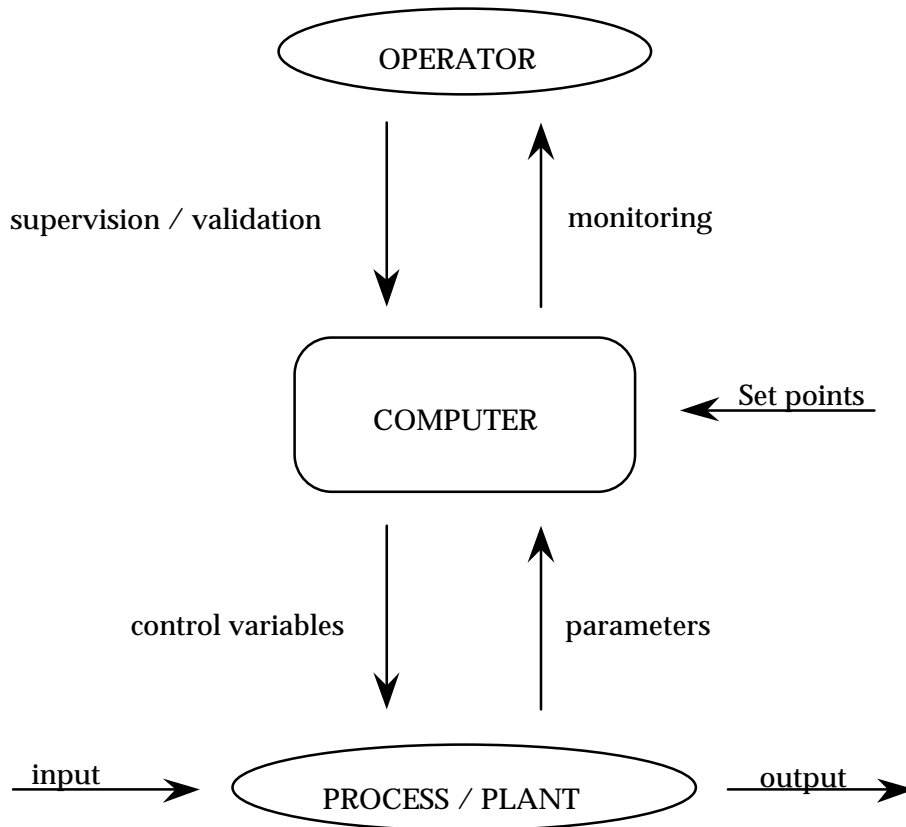 OPERATOR
supervision / validation
monitoring
Set points
COMPUTER
control variables
parameters
input
PROCESS / PLANT
output